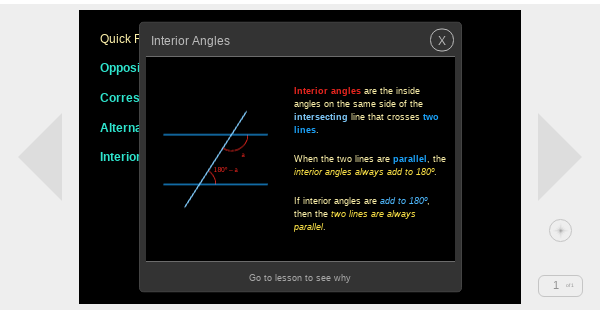 Quick
Interior Angles
X
Opposi
Corres
Alterna
Interior
Interior angles are the inside
angles on the same side of the
intersecting line that crosses two
lines.
When the two lines are parallel, the
interior angles always add to 180º.
If interior angles are add to 180º,
then the two lines are always
parallel.
a
180° – a
Go to lesson to see why
1 of 1